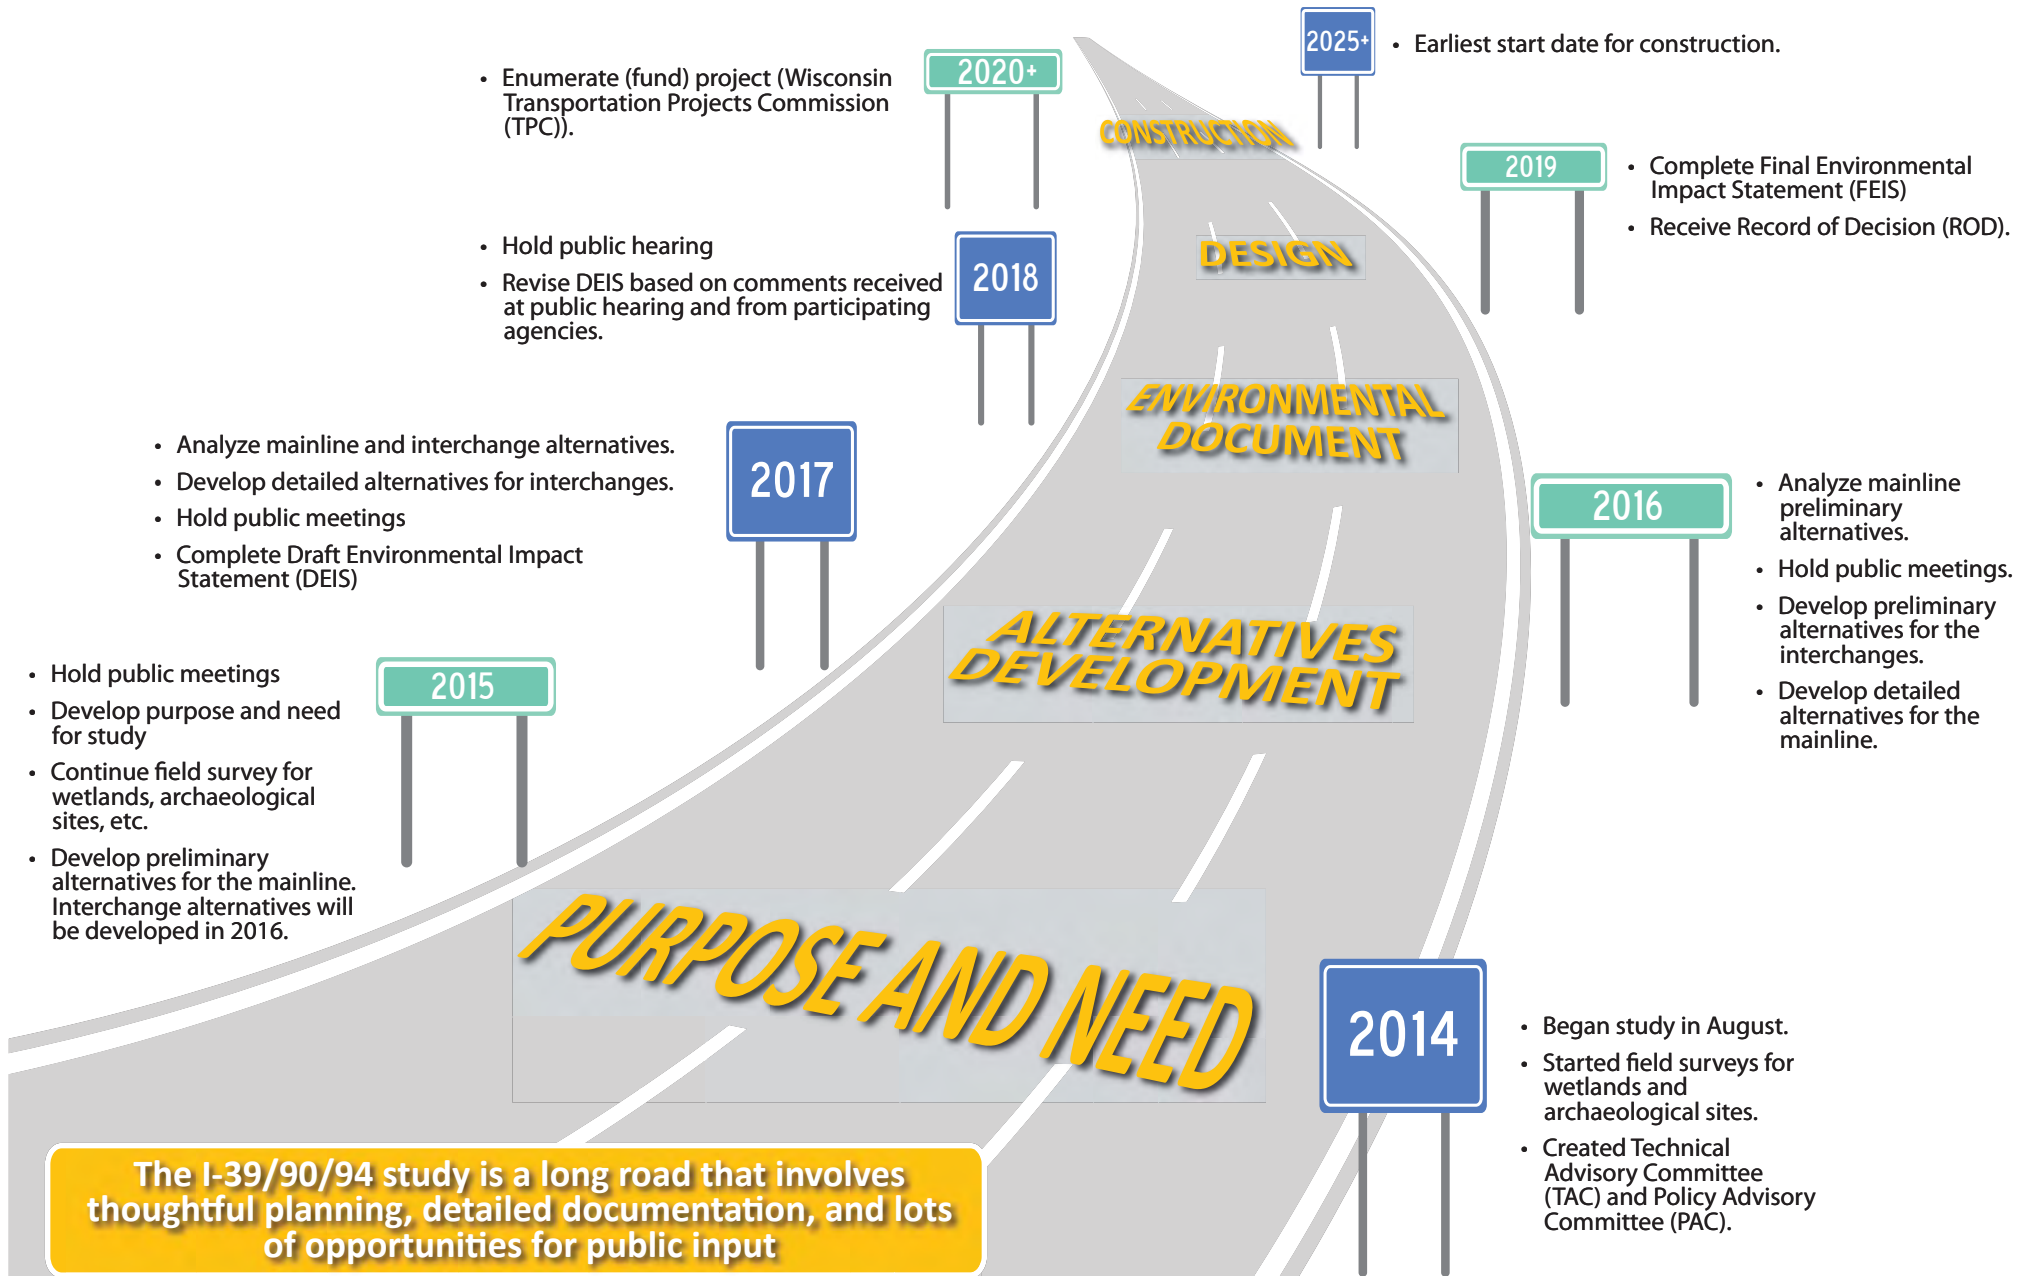 2025+
• Earliest start date for construction.
2020+
• Enumerate (fund) project (Wisconsin
Transportation Projects Commission
(TPC)).
CONSTRUCTION
2019
• Complete Final Environmental
Impact Statement (FEIS)
• Receive Record of Decision (ROD).
• Hold public hearing
• Revise DEIS based on comments received
at public hearing and from participating
agencies.
2018
DESIGN
ENVIRONMENTAL
DOCUMENT
• Analyze mainline and interchange alternatives.
• Develop detailed alternatives for interchanges.
• Hold public meetings
• Complete Draft Environmental Impact
Statement (DEIS)
2017
2016
• Analyze mainline
preliminary
alternatives.
• Hold public meetings.
• Develop preliminary
alternatives for the
interchanges.
• Develop detailed
alternatives for the
mainline.
ALTERNATIVES
DEVELOPMENT
• Hold public meetings
• Develop purpose and need
for study
• Continue field survey for
wetlands, archaeological
sites, etc.
• Develop preliminary
alternatives for the mainline.
Interchange alternatives will
be developed in 2016.
2015
PURPOSE AND NEED
2014
• Began study in August.
• Started field surveys for
wetlands and
archaeological sites.
• Created Technical
Advisory Committee
(TAC) and Policy Advisory
Committee (PAC).
The I-39/90/94 study is a long road that involves
thoughtful planning, detailed documentation, and lots
of opportunities for public input